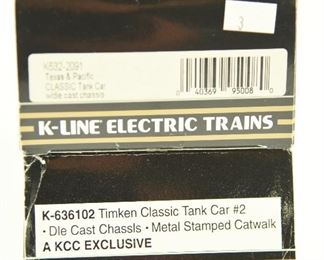 3
K632-2091
Texas & Pacific
CLASSIC Tank Car
w/die cast chassis
0 40369 95008 0
K-LINE ELECTRIC TRAINS
K-636102 Timken Classic Tank Car #2
• Die Cast Chassis • Metal Stamped Catwalk
A KCC EXCLUSIVE